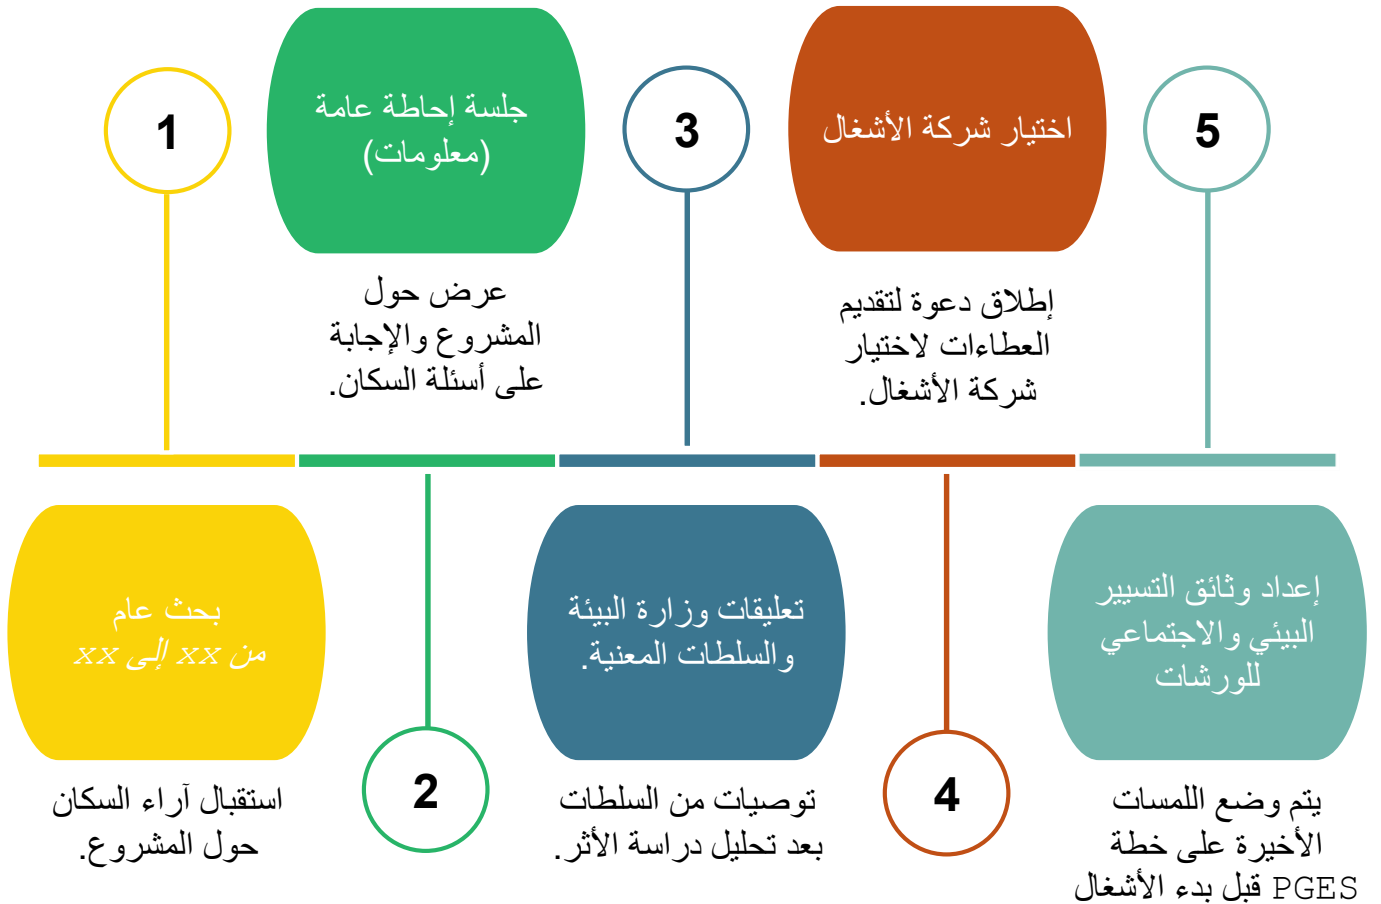 1
بحث عام
من xx إلى xx
استقبال آراء السكان
حول المشروع.
2
جلسة إحاطة عامة
(معلومات)
عرض حول
المشروع والإجابة
على أسئلة السكان.
3
تعليقات وزارة البيئة
والسلطات المعنية.
توصيات من السلطات
بعد تحليل دراسة الأثر.
4
اختيار شركة الأشغال
إطلاق دعوة لتقديم
العطاءات لاختيار
شركة الأشغال.
5
إعداد وثائق التسيير
البيئي والاجتماعي
للورشات
يتم وضع اللمسات
الأخيرة على خطة
PGES قبل بدء الأشغال